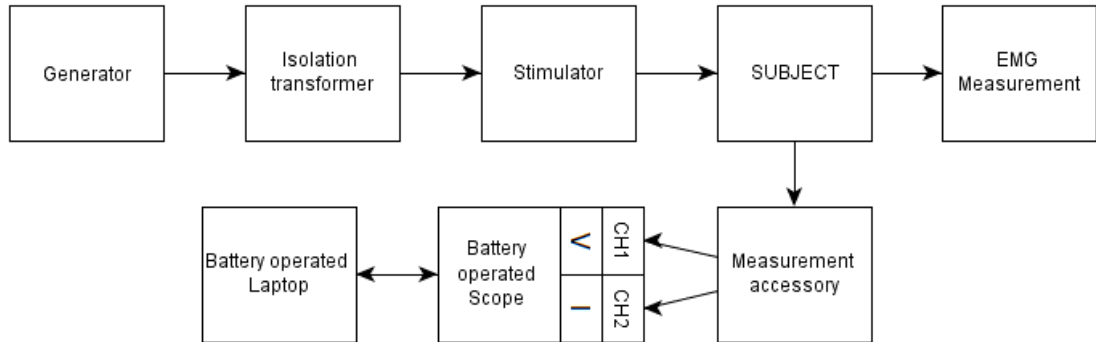 Generator
Isolation
transformer
Stimulator
SUBJECT
EMG
Measurement
Battery operated
Laptop
Battery
operated
Scope
V
I
CH1
CH2
Measurement
accessory